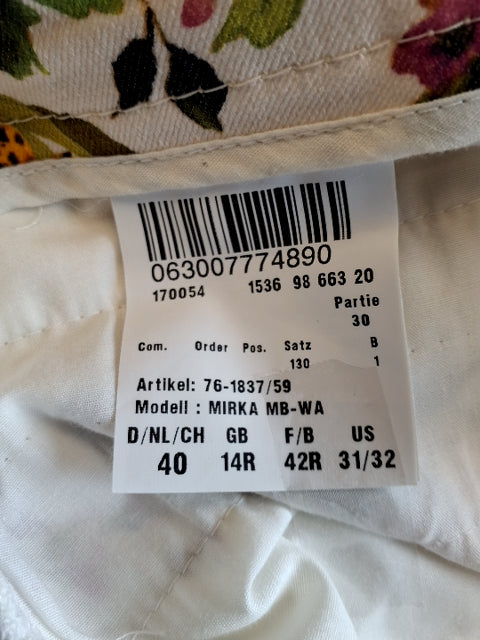 063007774890
170054 1536 98 663 20
Partie
30
Com. Order Pos. Satz B
130 1
Artikel: 76-1837/59
Modell : MIRKA MB-WA
D/NL/CH GB F/B US
40 14R 42R 31/32